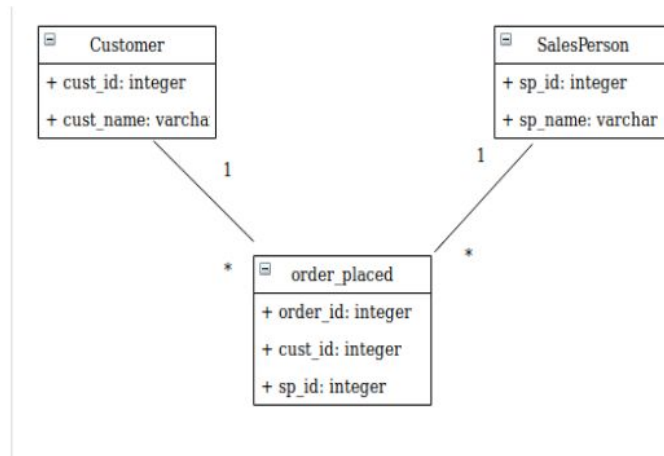 Customer
+ cust_id: integer
+ cust_name: varcha
SalesPerson
+ sp_id: integer
+ sp_name: varchar
1
1
*
*
order_placed
+ order_id: integer
+ cust_id: integer
+ sp_id: integer